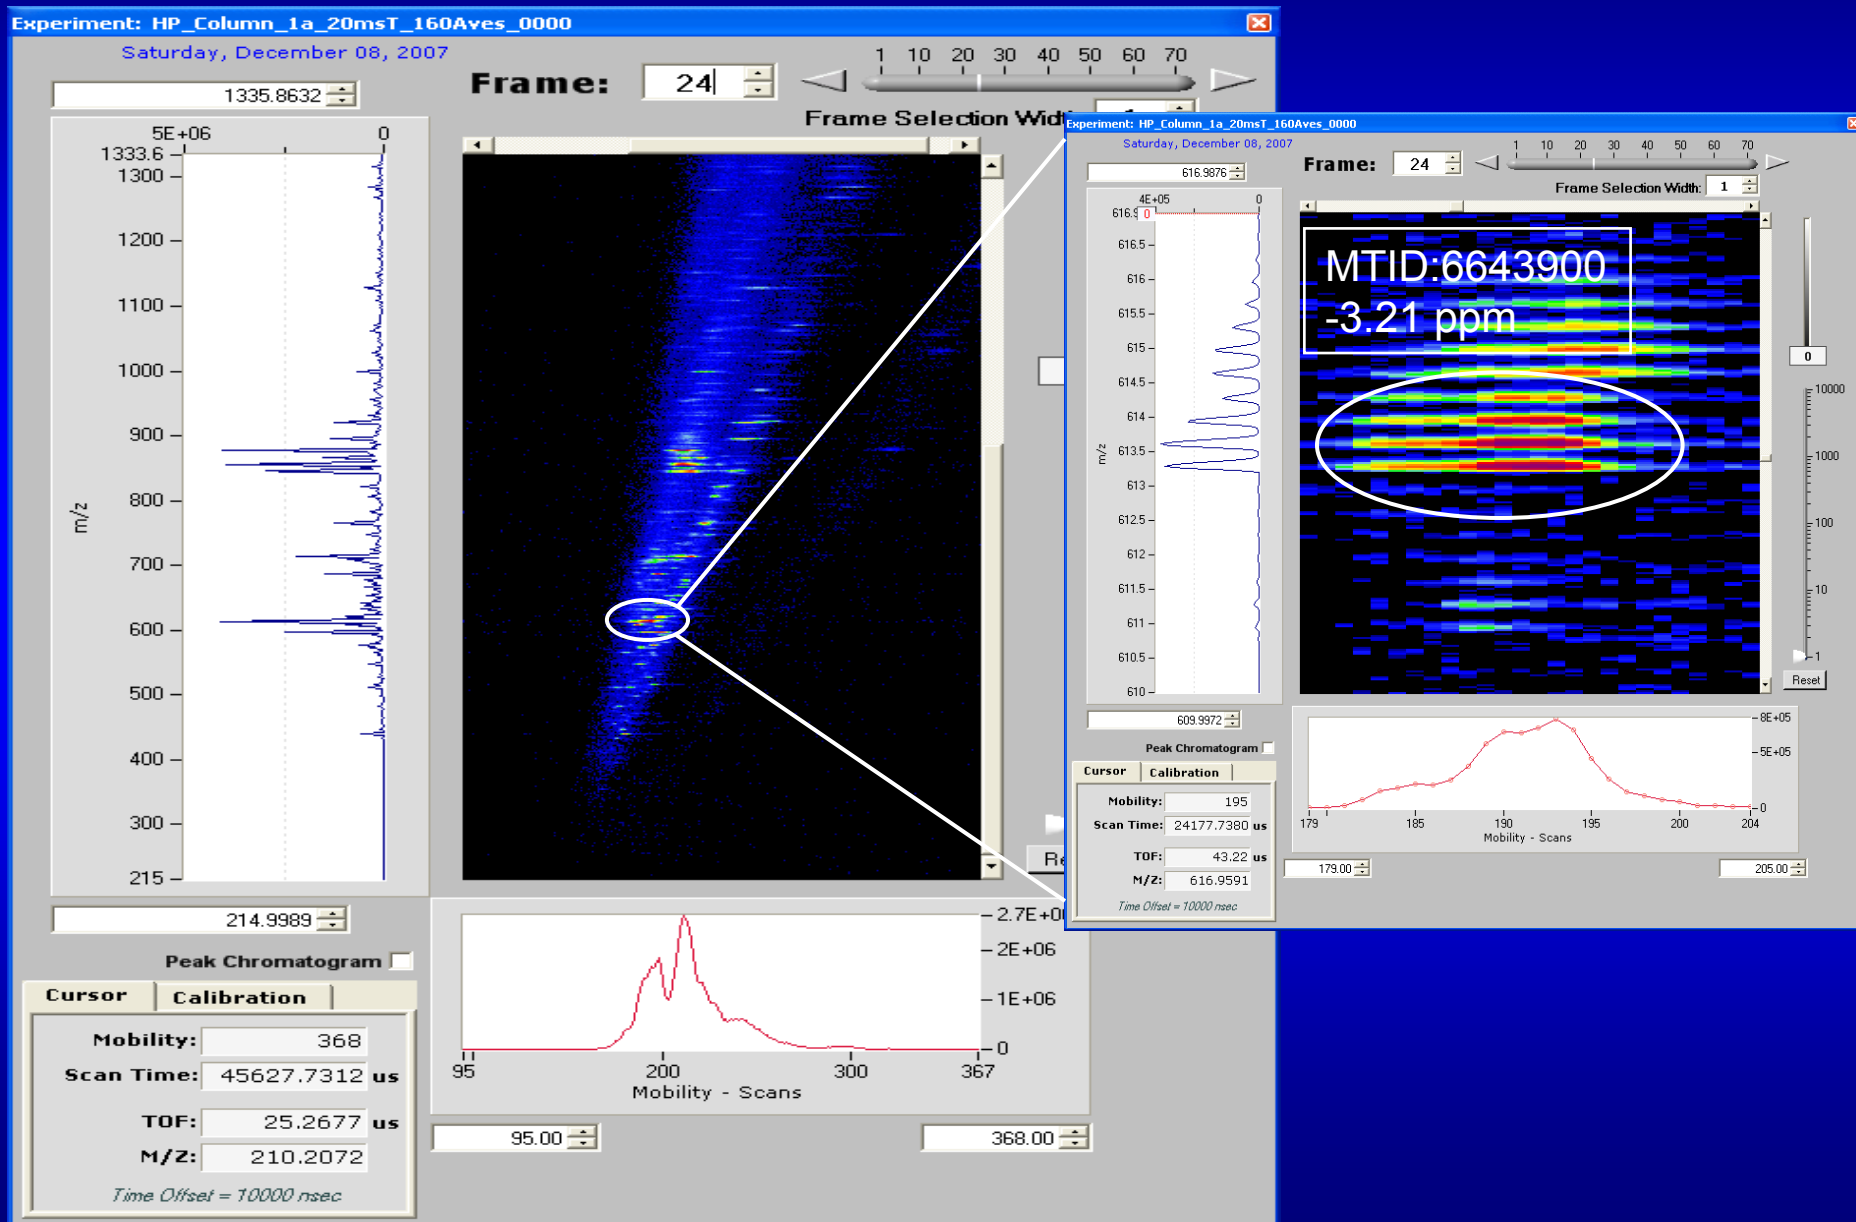 Experiment: HP_Column_1a_20msT_160Aves_0000
Saturday, December 08, 2007
1335.8632
Frame: 24
1 10 20 30 40 50 60 70
Frame Selection
5E+06 0
1333.6
1300
1200
1100
1000
900
800
700
600
500
400
300
215
m/z
214.9989
Peak Chromatogram
Cursor Calibration
Mobility: 368
Scan Time: 45627.7312 us
TOF: 25.2677 us
M/Z: 210.2072
Time Offset = 10000 nsec
2E+06
1E+06
0
95 200 300 367
Mobility - Scans
95.00 368.00
Experiment: HP_Column_1a_20msT_160Aves_0000
Saturday, December 08, 2007
616.9876
Frame: 24
1 10 20 30 40 50 60 70
Frame Selection Width: 1
4E+05 0
0
616.5
616
615.5
615
614.5
614
613.5
613
612.5
612
611.5
611
610.5
610
m/z
MTID:6643900
-3.21 ppm
0
10000
1000
100
10
1
Reset
609.9972
Peak Chromatogram
Cursor Calibration
Mobility: 195
Scan Time: 24177.7380 us
TOF: 43.22 us
M/Z: 616.9591
Time Offset = 10000 nsec
8E+05
5E+05
0
179 185 190 195 200 204
Mobility - Scans
179.00 205.00